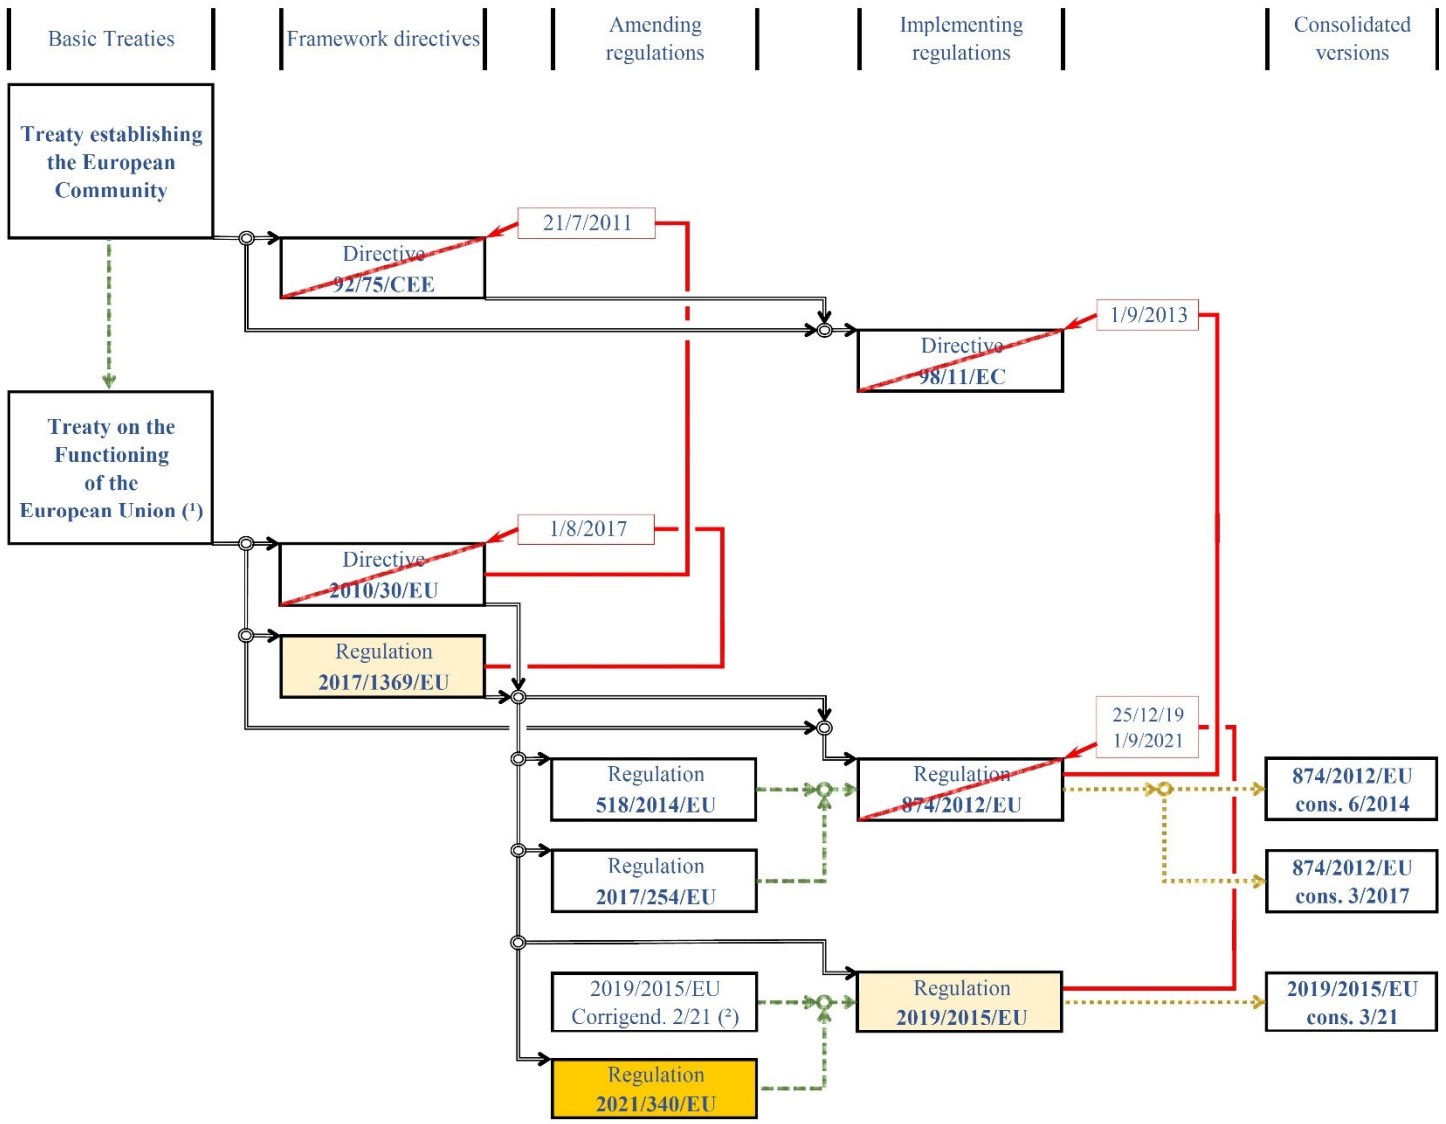 Basic Treaties
Framework directives
Amending
regulations
Implementing
regulations
Consolidated
versions
Treaty establishing
the European
Community
21/7/2011
Directive
92/75/CEE
1/9/2013
Directive
98/11/EC
Treaty on the
Functioning
of the
European Union (¹)
1/8/2017
Directive
2010/30/EU
Regulation
2017/1369/EU
25/12/19
1/9/2021
Regulation
518/2014/EU
Regulation
874/2012/EU
874/2012/EU
cons. 6/2014
Regulation
2017/254/EU
874/2012/EU
cons. 3/2017
2019/2015/EU
Corrigend. 2/21 (²)
Regulation
2019/2015/EU
2019/2015/EU
cons. 3/21
Regulation
2021/340/EU